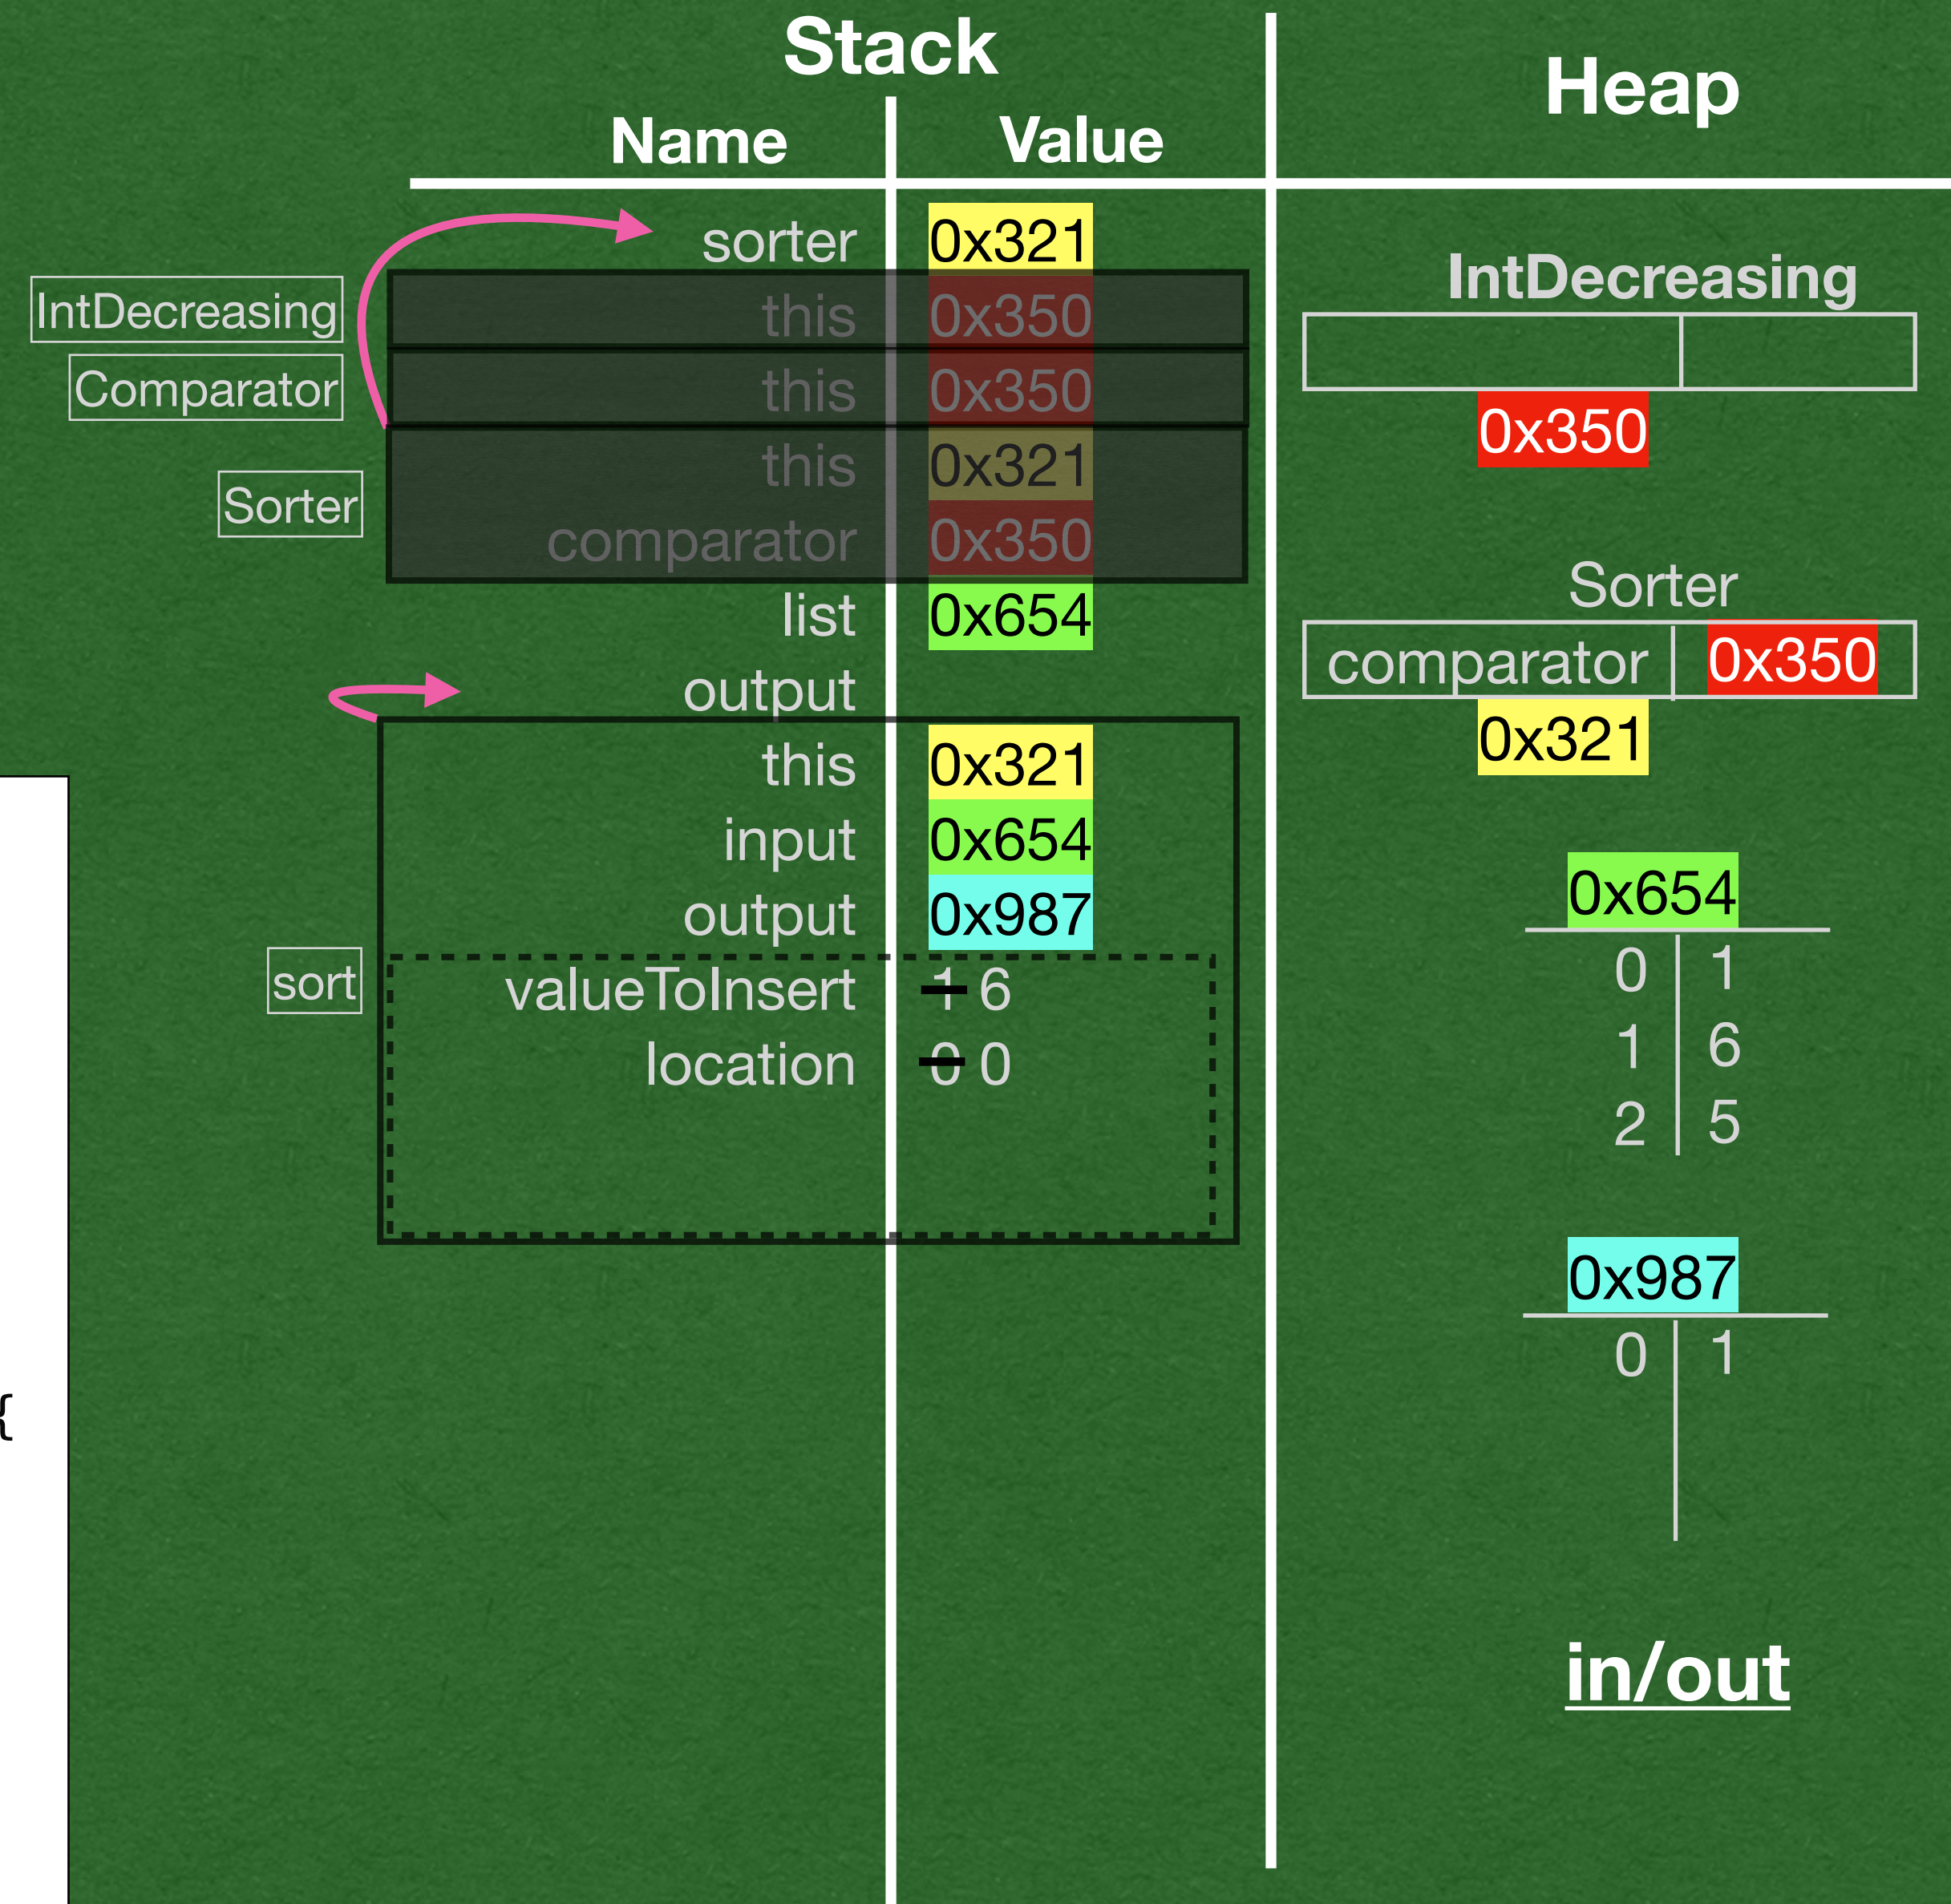 Stack
Heap
Name Value
sorter 0x321
IntDecreasing this 0x350
Comparator this 0x350
this 0x321
Sorter
comparator 0x350
list 0x654
output
this 0x321
input 0x654
output 0x987
sort
valueToInsert 1 6
location 0 0
IntDecreasing
0x350
Sorter
comparator 0x350
0x321
0x654
0 1
1 6
2 5
0x987
0 1
in/out
{